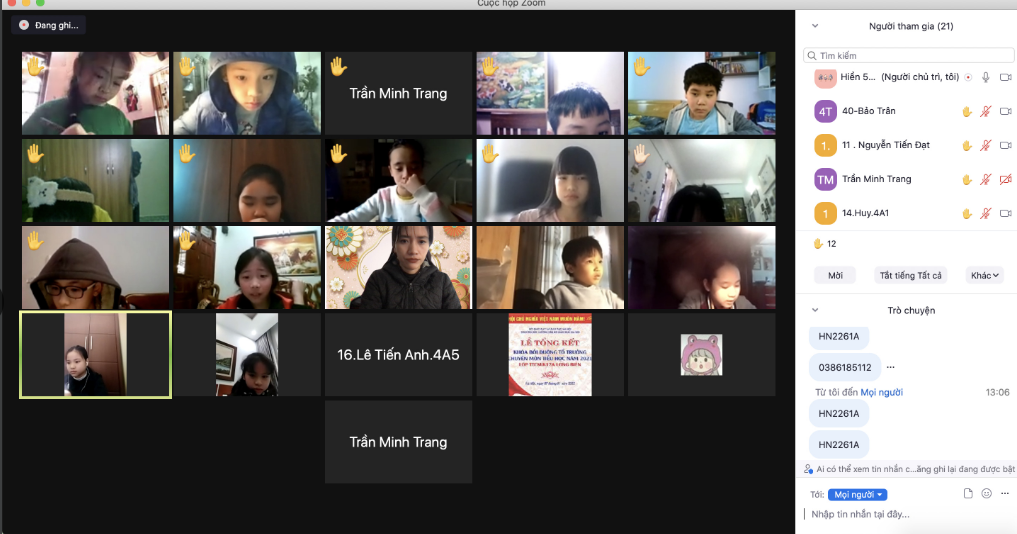 Cuộc họp Zoom
Đang ghi...
Trần Minh Trang
16.Lê Tiến Anh.4A5
LỄ TỔNG KẾT
Trần Minh Trang
Người tham gia (21)
Tìm kiếm
Hiền 5... (Người chủ trì, tôi)
4T 40-Bảo Trân
1. 11 . Nguyễn Tiến Đạt
TM Trần Minh Trang
1 14.Huy.4A1
12
Mời Tắt tiếng Tất cả Khác
Trò chuyện
HN2261A
0386185112 ...
Từ tôi đến Mọi người 13:06
HN2261A
HN2261A
Ai có thể xem tin nhắn c...ăng ghi lại đang được bật
Tới: Mọi người ...
Nhập tin nhắn tại đây...